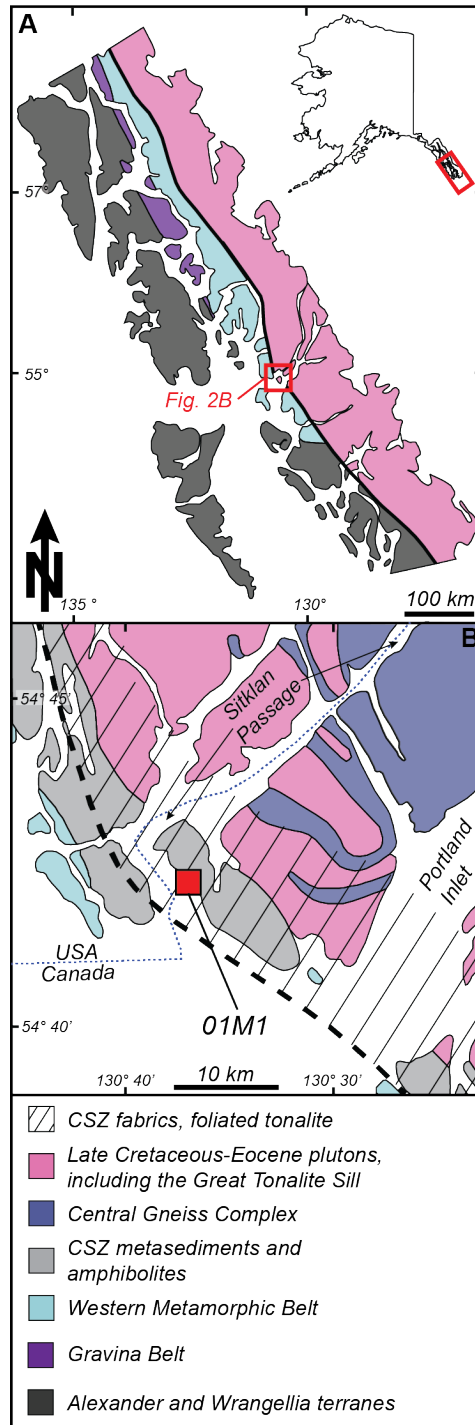 A
57°
55°
Fig. 2B
N
135 °
130°
100 km
B
54° 45'
Sitklan
Passage
Portland
Inlet
USA
Canada
01M1
54° 40'
130° 40'
10 km
130° 30'
CSZ fabrics, foliated tonalite
Late Cretaceous-Eocene plutons,
including the Great Tonalite Sill
Central Gneiss Complex
CSZ metasediments and
amphibolites
Western Metamorphic Belt
Gravina Belt
Alexander and Wrangellia terranes